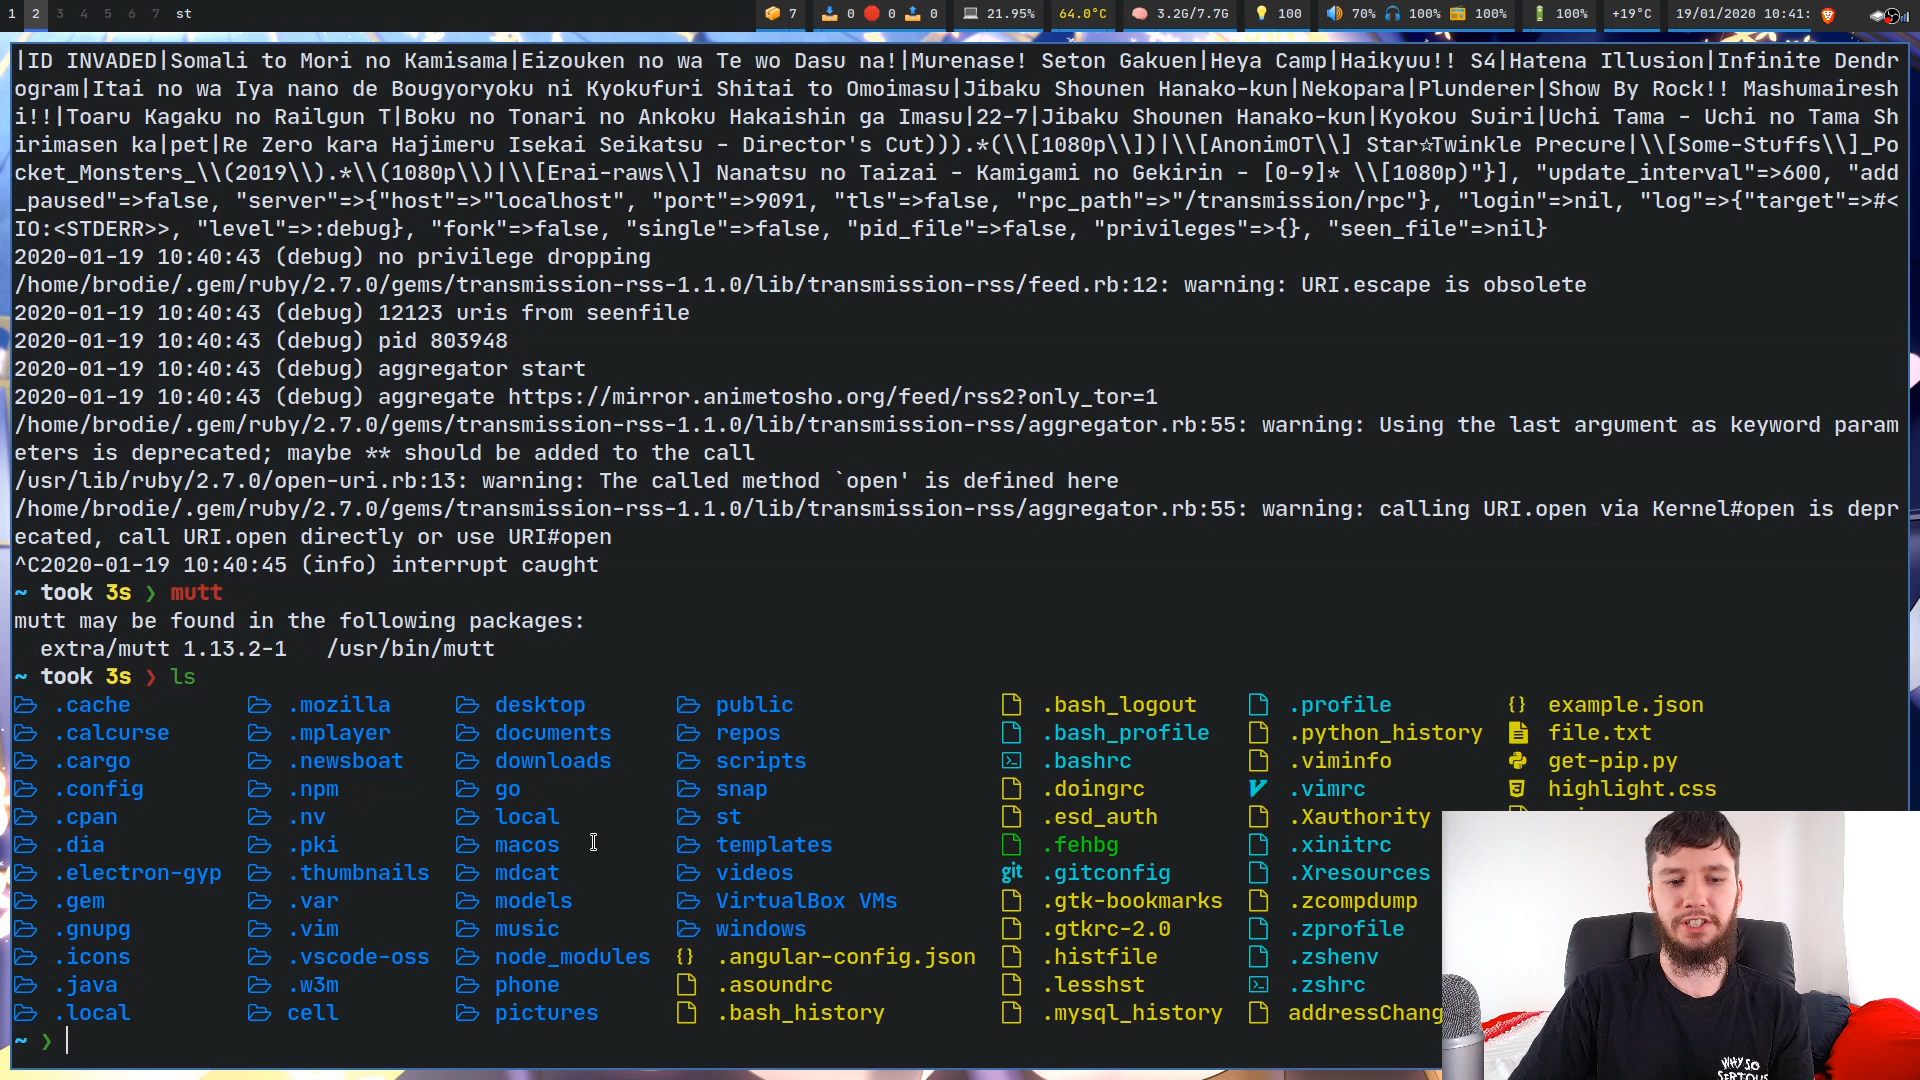 1 2 3 4 5 6 7 st 7 0 0 0 21.95% 64.0°C 3.2G/7.7G 100 70% 100% 100% 100% +19°C 19/01/2020 10:41:
|ID INVADED|Somali to Mori no Kamisama|Eizouken no wa Te wo Dasu na!|Murenase! Seton Gakuen|Heya Camp|Haikyuu!! S4|Hatena Illusion|Infinite Dendr
ogram|Itai no wa Iya nano de Bougyoryoku ni Kyokufuri Shitai to Omoimasu|Jibaku Shounen Hanako-kun|Nekopara|Plunderer|Show By Rock!! Mashumairesh
i!!|Toaru Kagaku no Railgun T|Boku no Tonari no Ankoku Hakaishin ga Imasu|22-7|Jibaku Shounen Hanako-kun|Kyokou Suiri|Uchi Tama - Uchi no Tama Sh
irimasen ka|pet|Re Zero kara Hajimeru Isekai Seikatsu - Director's Cut))).*(\\[1080p\\])|\\[AnonimOT\\] Star☆Twinkle Precure|\\[Some-Stuffs\\]_Po
cket_Monsters_\\(2019\\).*\\(1080p\\)|\\[Erai-raws\\] Nanatsu no Taizai - Kamigami no Gekirin - [0-9]* \\[1080p)"}], "update_interval"=>600, "add
_paused"=>false, "server"=>{"host"=>"localhost", "port"=>9091, "tls"=>false, "rpc_path"=>"/transmission/rpc"}, "login"=>nil, "log"=>{"target"=>#<
IO:<STDERR>>, "level"=>:debug}, "fork"=>false, "single"=>false, "pid_file"=>false, "privileges"=>{}, "seen_file"=>nil}
2020-01-19 10:40:43 (debug) no privilege dropping
/home/brodie/.gem/ruby/2.7.0/gems/transmission-rss-1.1.0/lib/transmission-rss/feed.rb:12: warning: URI.escape is obsolete
2020-01-19 10:40:43 (debug) 12123 uris from seenfile
2020-01-19 10:40:43 (debug) pid 803948
2020-01-19 10:40:43 (debug) aggregator start
2020-01-19 10:40:43 (debug) aggregate https://mirror.animetosho.org/feed/rss2?only_tor=1
/home/brodie/.gem/ruby/2.7.0/gems/transmission-rss-1.1.0/lib/transmission-rss/aggregator.rb:55: warning: Using the last argument as keyword param
eters is deprecated; maybe ** should be added to the call
/usr/lib/ruby/2.7.0/open-uri.rb:13: warning: The called method `open' is defined here
/home/brodie/.gem/ruby/2.7.0/gems/transmission-rss-1.1.0/lib/transmission-rss/aggregator.rb:55: warning: calling URI.open via Kernel#open is depr
ecated, call URI.open directly or use URI#open
^C2020-01-19 10:40:45 (info) interrupt caught
~ took 3s ❯ mutt
mutt may be found in the following packages:
extra/mutt 1.13.2-1 /usr/bin/mutt
~ took 3s ❯ ls
.cache .mozilla desktop public .bash_logout .profile {} example.json
.calcurse .mplayer documents repos .bash_profile .python_history file.txt
.cargo .newsboat downloads scripts .bashrc .viminfo get-pip.py
.config .npm go snap .doingrc .vimrc highlight.css
.cpan .nv local st .esd_auth .Xauthority
.dia .pki macos templates .fehbg .xinitrc
.electron-gyp .thumbnails mdcat videos git .gitconfig .Xresources
.gem .var models VirtualBox VMs .gtk-bookmarks .zcompdump
.gnupg .vim music windows .gtkrc-2.0 .zprofile
.icons .vscode-oss node_modules {} .angular-config.json .histfile .zshenv
.java .w3m phone .asoundrc .lesshst .zshrc
.local cell pictures .bash_history .mysql_history addressChang
~ ❯
WHY SO
SERIOUS